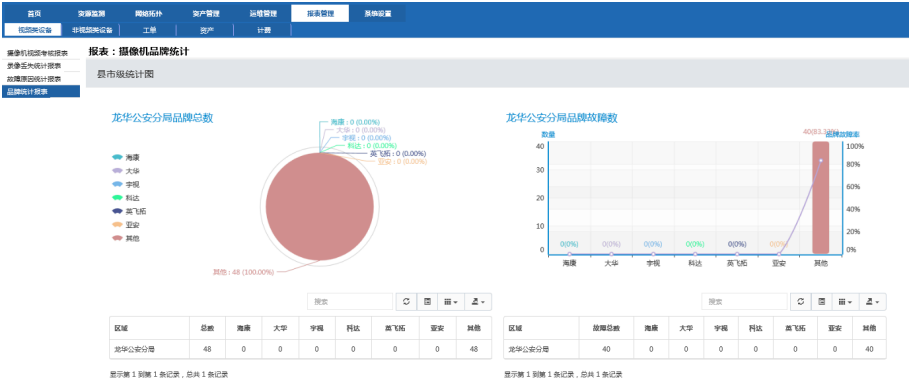 首页 资源监测 网络拓扑 资产管理 运维管理 报表管理 系统设置
视频类设备 非视频类设备 工单 资产 计费
摄像机视频考核报表
录像丢失统计报表
故障原因统计报表
品牌统计报表
报表：摄像机品牌统计
县市级统计图
龙华公安分局品牌总数
海康
大华
宇视
科达
英飞拓
亚安
其他
海康 : 0 (0.00%)
大华 : 0 (0.00%)
宇视 : 0 (0.00%)
科达 : 0 (0.00%)
英飞拓 : 0 (0.00%)
亚安 : 0 (0.00%)
其他 : 48 (100.00%)
搜索
区域 总数 海康 大华 宇视 科达 英飞拓 亚安 其他
龙华公安分局 48 0 0 0 0 0 0 48
显示第 1 到第 1 条记录，总共 1 条记录
龙华公安分局品牌故障数
数量
品牌故障率
40
30
20
10
0
100%
80%
60%
40%
20%
0%
0(0%) 0(0%) 0(0%) 0(0%) 0(0%) 0(0%)
海康 大华 宇视 科达 英飞拓 亚安 其他
搜索
区域 故障总数 海康 大华 宇视 科达 英飞拓 亚安 其他
龙华公安分局 40 0 0 0 0 0 0 40
显示第 1 到第 1 条记录，总共 1 条记录